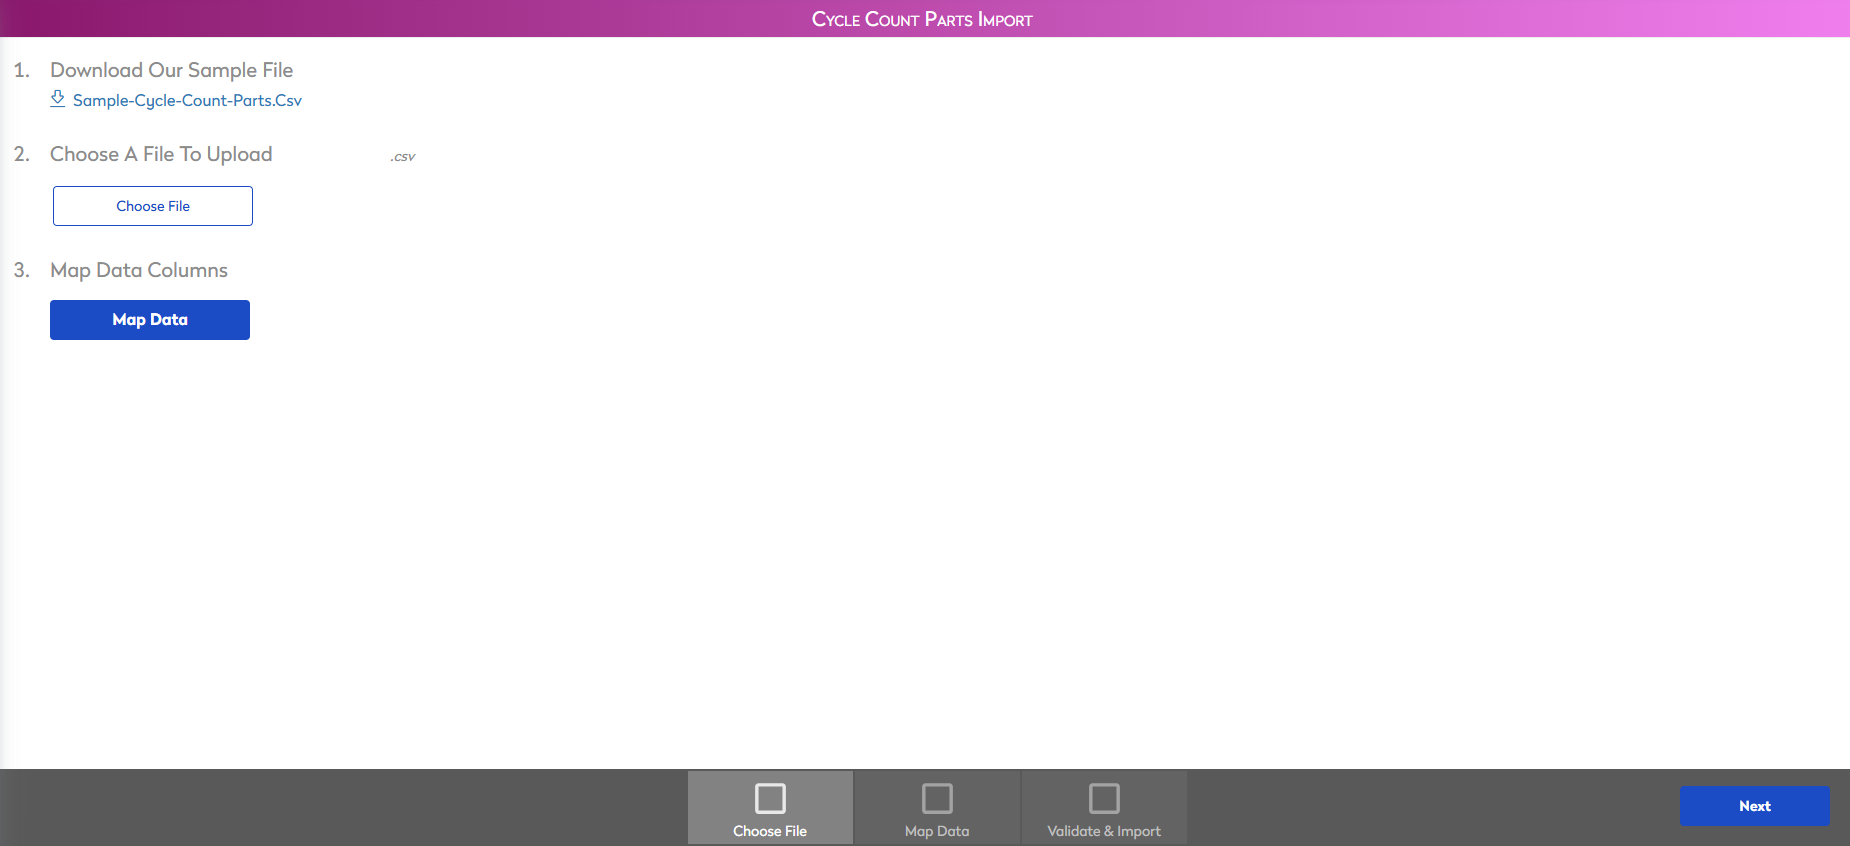 Cycle Count Parts Import
1. Download Our Sample File
Sample-Cycle-Count-Parts.Csv
2. Choose A File To Upload .csv
Choose File
3. Map Data Columns
Map Data
Choose File Map Data Validate & Import Next